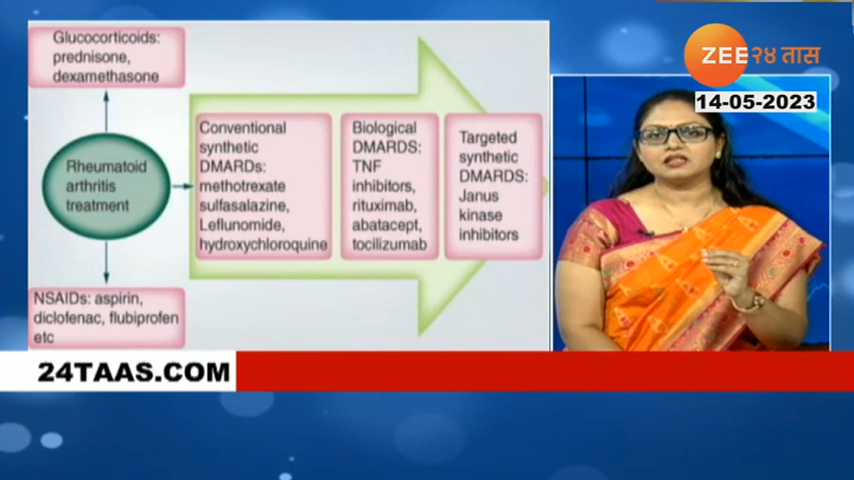 Glucocorticoids:
prednisone,
dexamethasone
Rheumatoid
arthritis
treatment
NSAIDs: aspirin,
diclofenac, flubiprofen
etc
Conventional
synthetic
DMARDs:
methotrexate
sulfasalazine,
Leflunomide,
hydroxychloroquine
Biological
DMARDS:
TNF
inhibitors,
rituximab,
abatacept,
tocilizumab
Targeted
synthetic
DMARDS:
Janus
kinase
inhibitors
ZEE २४ तास
14-05-2023
24TAAS.COM